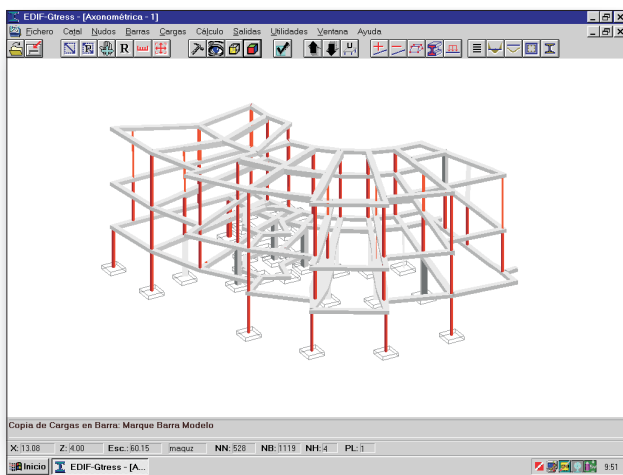 EDIF-Gtress - [Axonométrica - 1]
Fichero Catal Nudos Barras Cargas Cálculo Salidas Utilidades Ventana Ayuda
R
Copia de Cargas en Barra: Marque Barra Modelo
X: 13.08 Z: 4.00 Esc.: 60.15 maquz NN: 528 NB: 1119 NH: 4 PL: 1
Inicio EDIF-Gtress - [A... 9:51